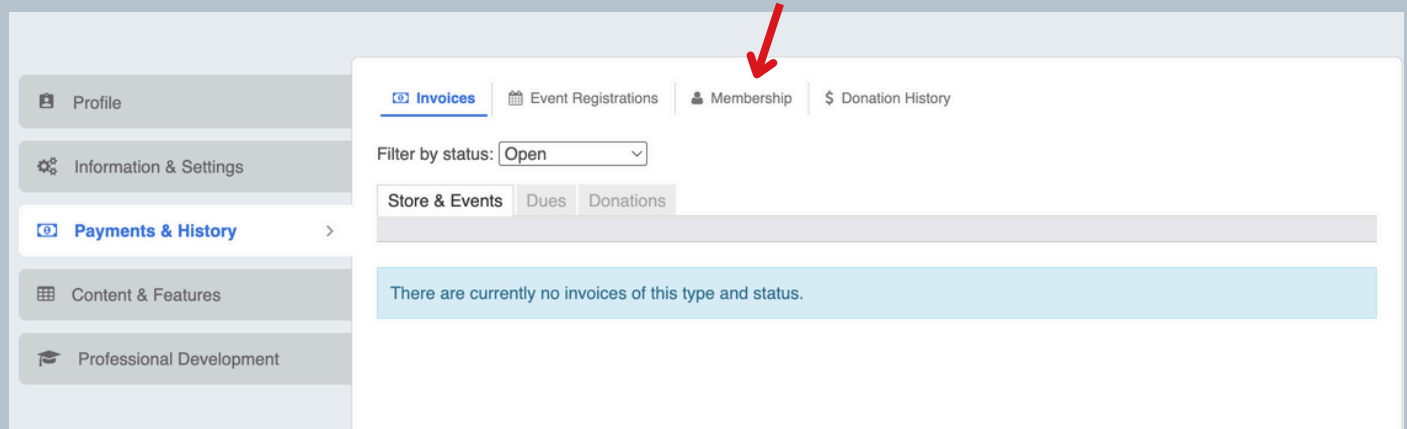 Profile
Information & Settings
Payments & History
Content & Features
Professional Development
Invoices
Event Registrations
Membership
$ Donation History
Filter by status: Open
Store & Events
Dues
Donations
There are currently no invoices of this type and status.